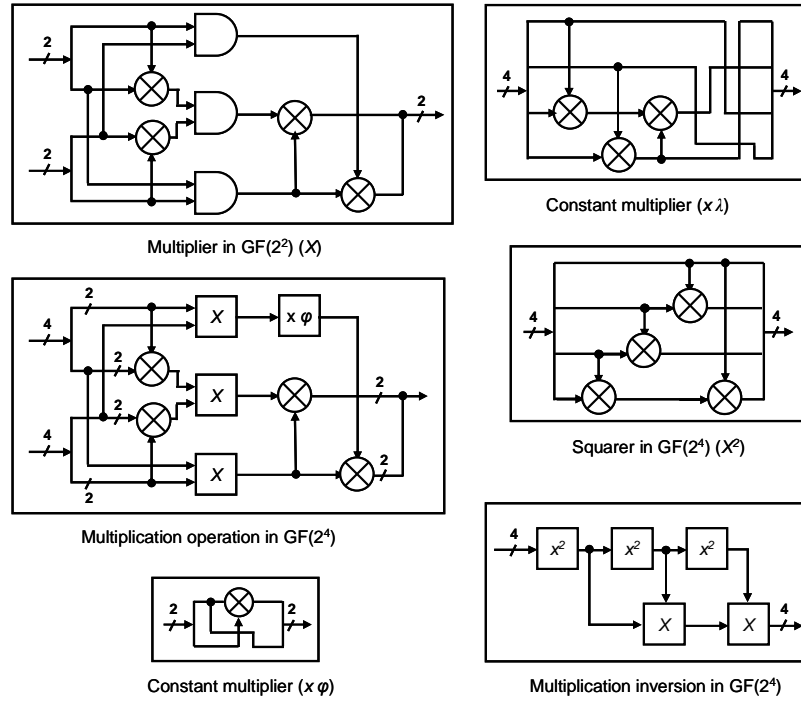 2
2
2
Multiplier in GF(2²) (X)
4
4
Constant multiplier (x λ)
4
2
X
x φ
2
2
X
2
4
2
X
2
Multiplication operation in GF(2⁴)
4
4
Squarer in GF(2⁴) (X²)
2
2
Constant multiplier (x φ)
4
x²
x²
x²
X
X
4
Multiplication inversion in GF(2⁴)